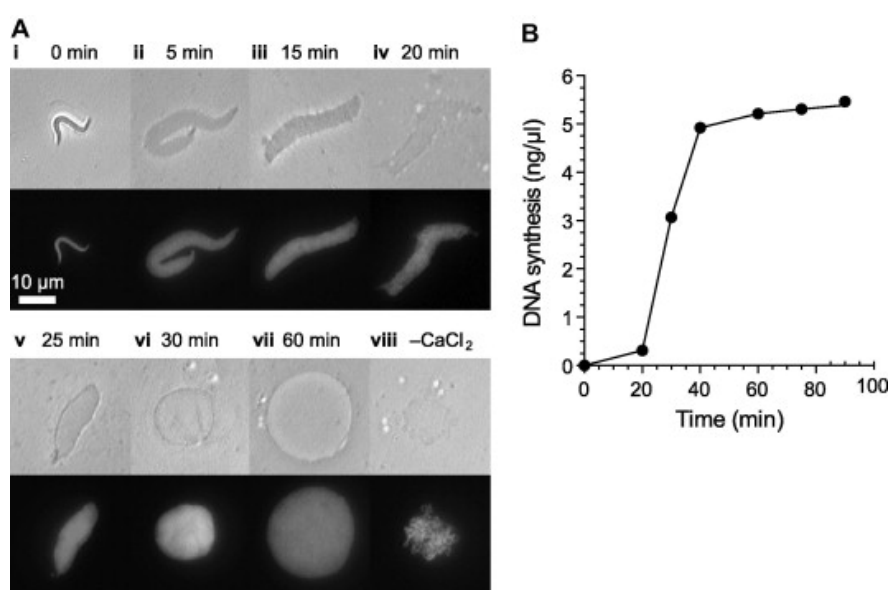 A
i 0 min ii 5 min iii 15 min iv 20 min
10 µm
v 25 min vi 30 min vii 60 min viii –CaCl₂
B
6
5
4
3
2
1
0
DNA synthesis (ng/µl)
0 20 40 60 80 100
Time (min)